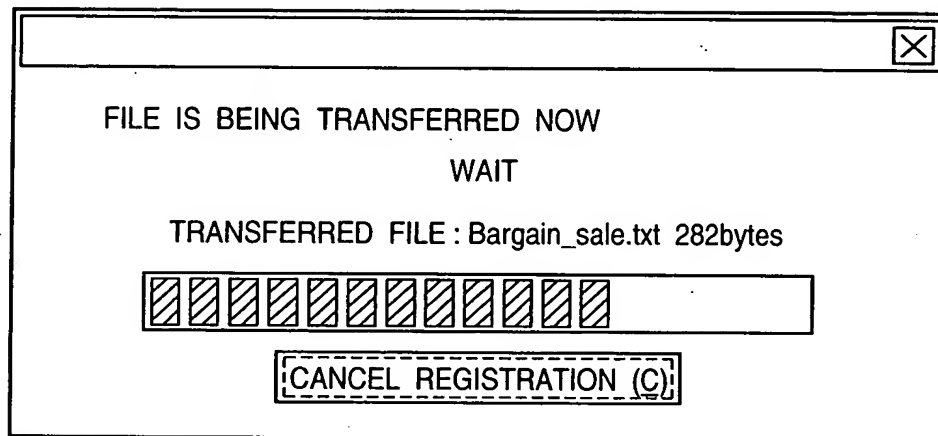 FILE IS BEING TRANSFERRED NOW
WAIT
TRANSFERRED FILE : Bargain_sale.txt 282bytes
CANCEL REGISTRATION (C)